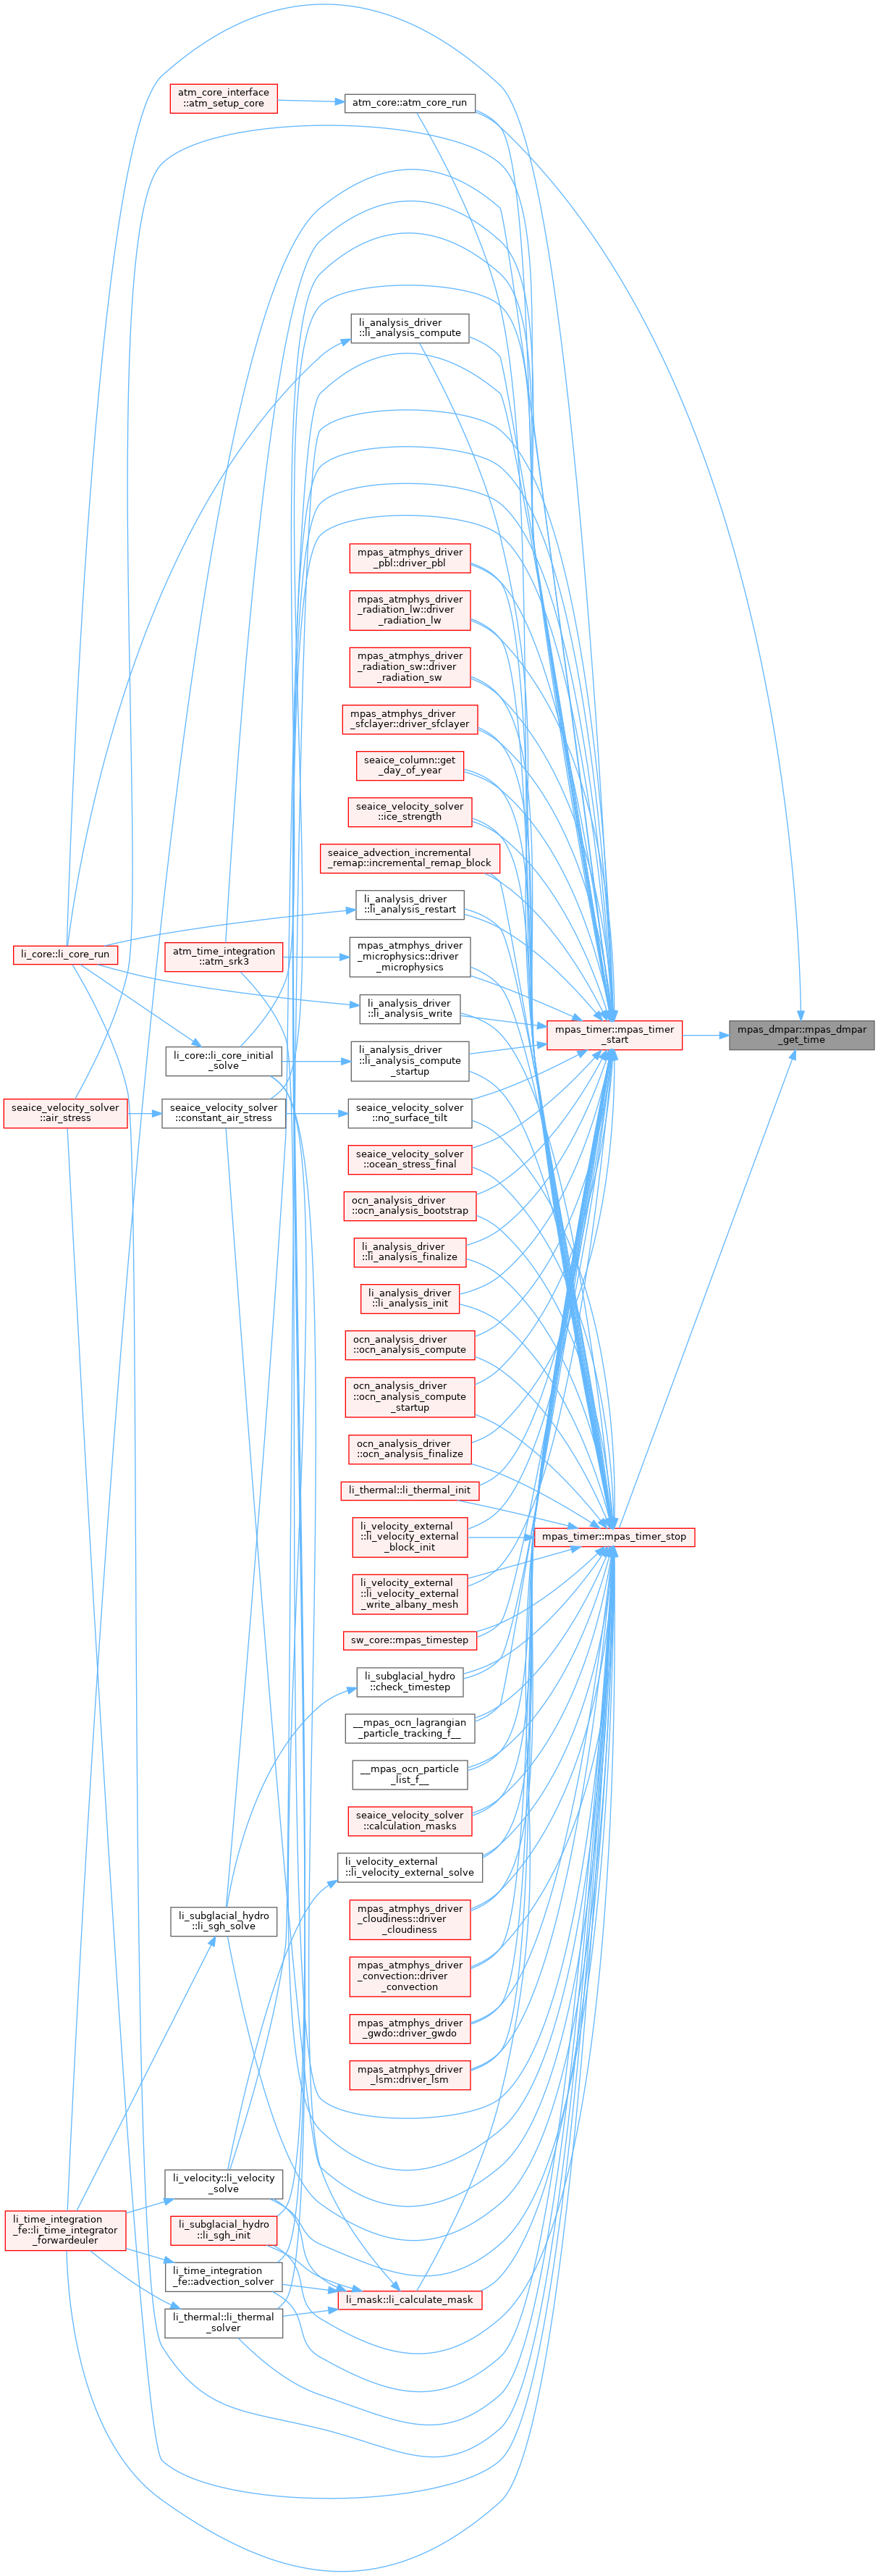 atm_core_interface
::atm_setup_core
atm_core::atm_core_run
li_analysis_driver
::li_analysis_compute
mpas_atmphys_driver
_pbl::driver_pbl
mpas_atmphys_driver
_radiation_lw::driver
_radiation_lw
mpas_atmphys_driver
_radiation_sw::driver
_radiation_sw
mpas_atmphys_driver
_sfclayer::driver_sfclayer
seaice_column::get
_day_of_year
seaice_velocity_solver
::ice_strength
seaice_advection_incremental
_remap::incremental_remap_block
li_analysis_driver
::li_analysis_restart
li_core::li_core_run
atm_time_integration
::atm_srk3
mpas_atmphys_driver
_microphysics::driver
_microphysics
li_analysis_driver
::li_analysis_write
mpas_timer::mpas_timer
_start
mpas_dmpar::mpas_dmpar
_get_time
li_core::li_core_initial
_solve
li_analysis_driver
::li_analysis_compute
_startup
seaice_velocity_solver
::air_stress
seaice_velocity_solver
::constant_air_stress
seaice_velocity_solver
::no_surface_tilt
seaice_velocity_solver
::ocean_stress_final
ocn_analysis_driver
::ocn_analysis_bootstrap
li_analysis_driver
::li_analysis_finalize
li_analysis_driver
::li_analysis_init
ocn_analysis_driver
::ocn_analysis_compute
ocn_analysis_driver
::ocn_analysis_compute
_startup
ocn_analysis_driver
::ocn_analysis_finalize
li_thermal::li_thermal_init
li_velocity_external
::li_velocity_external
_block_init
mpas_timer::mpas_timer_stop
li_velocity_external
::li_velocity_external
_write_albany_mesh
sw_core::mpas_timestep
li_subglacial_hydro
::check_timestep
__mpas_ocn_lagrangian
_particle_tracking_f__
__mpas_ocn_particle
_list_f__
seaice_velocity_solver
::calculation_masks
li_velocity_external
::li_velocity_external_solve
li_subglacial_hydro
::li_sgh_solve
mpas_atmphys_driver
_cloudiness::driver
_cloudiness
mpas_atmphys_driver
_convection::driver
_convection
mpas_atmphys_driver
_gwdo::driver_gwdo
mpas_atmphys_driver
_lsm::driver_lsm
li_velocity::li_velocity
_solve
li_time_integration
_fe::li_time_integrator
_forwardeuler
li_subglacial_hydro
::li_sgh_init
li_time_integration
_fe::advection_solver
li_mask::li_calculate_mask
li_thermal::li_thermal
_solver